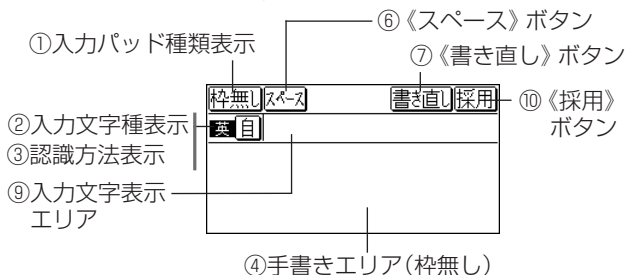 ⑥《スペース》ボタン
①入力パッド種類表示
⑦《書き直し》ボタン
枠無し スペース 書き直し 採用
⑩《採用》
ボタン
②入力文字種表示
英 自
③認識方法表示
⑨入力文字表示
エリア
④手書きエリア(枠無し)